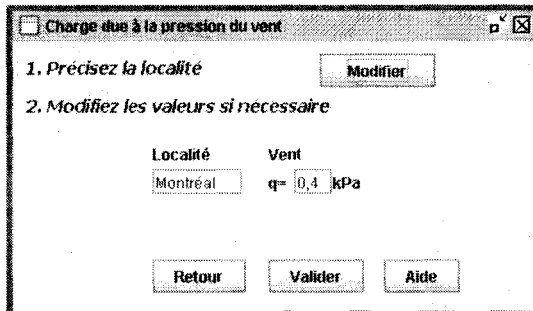 Charge due à la pression du vent
1. Précisez la localité
Modifier
2. Modifiez les valeurs si nécessaire
Localité Vent
Montréal q= 0,4 kPa
Retour Valider Aide